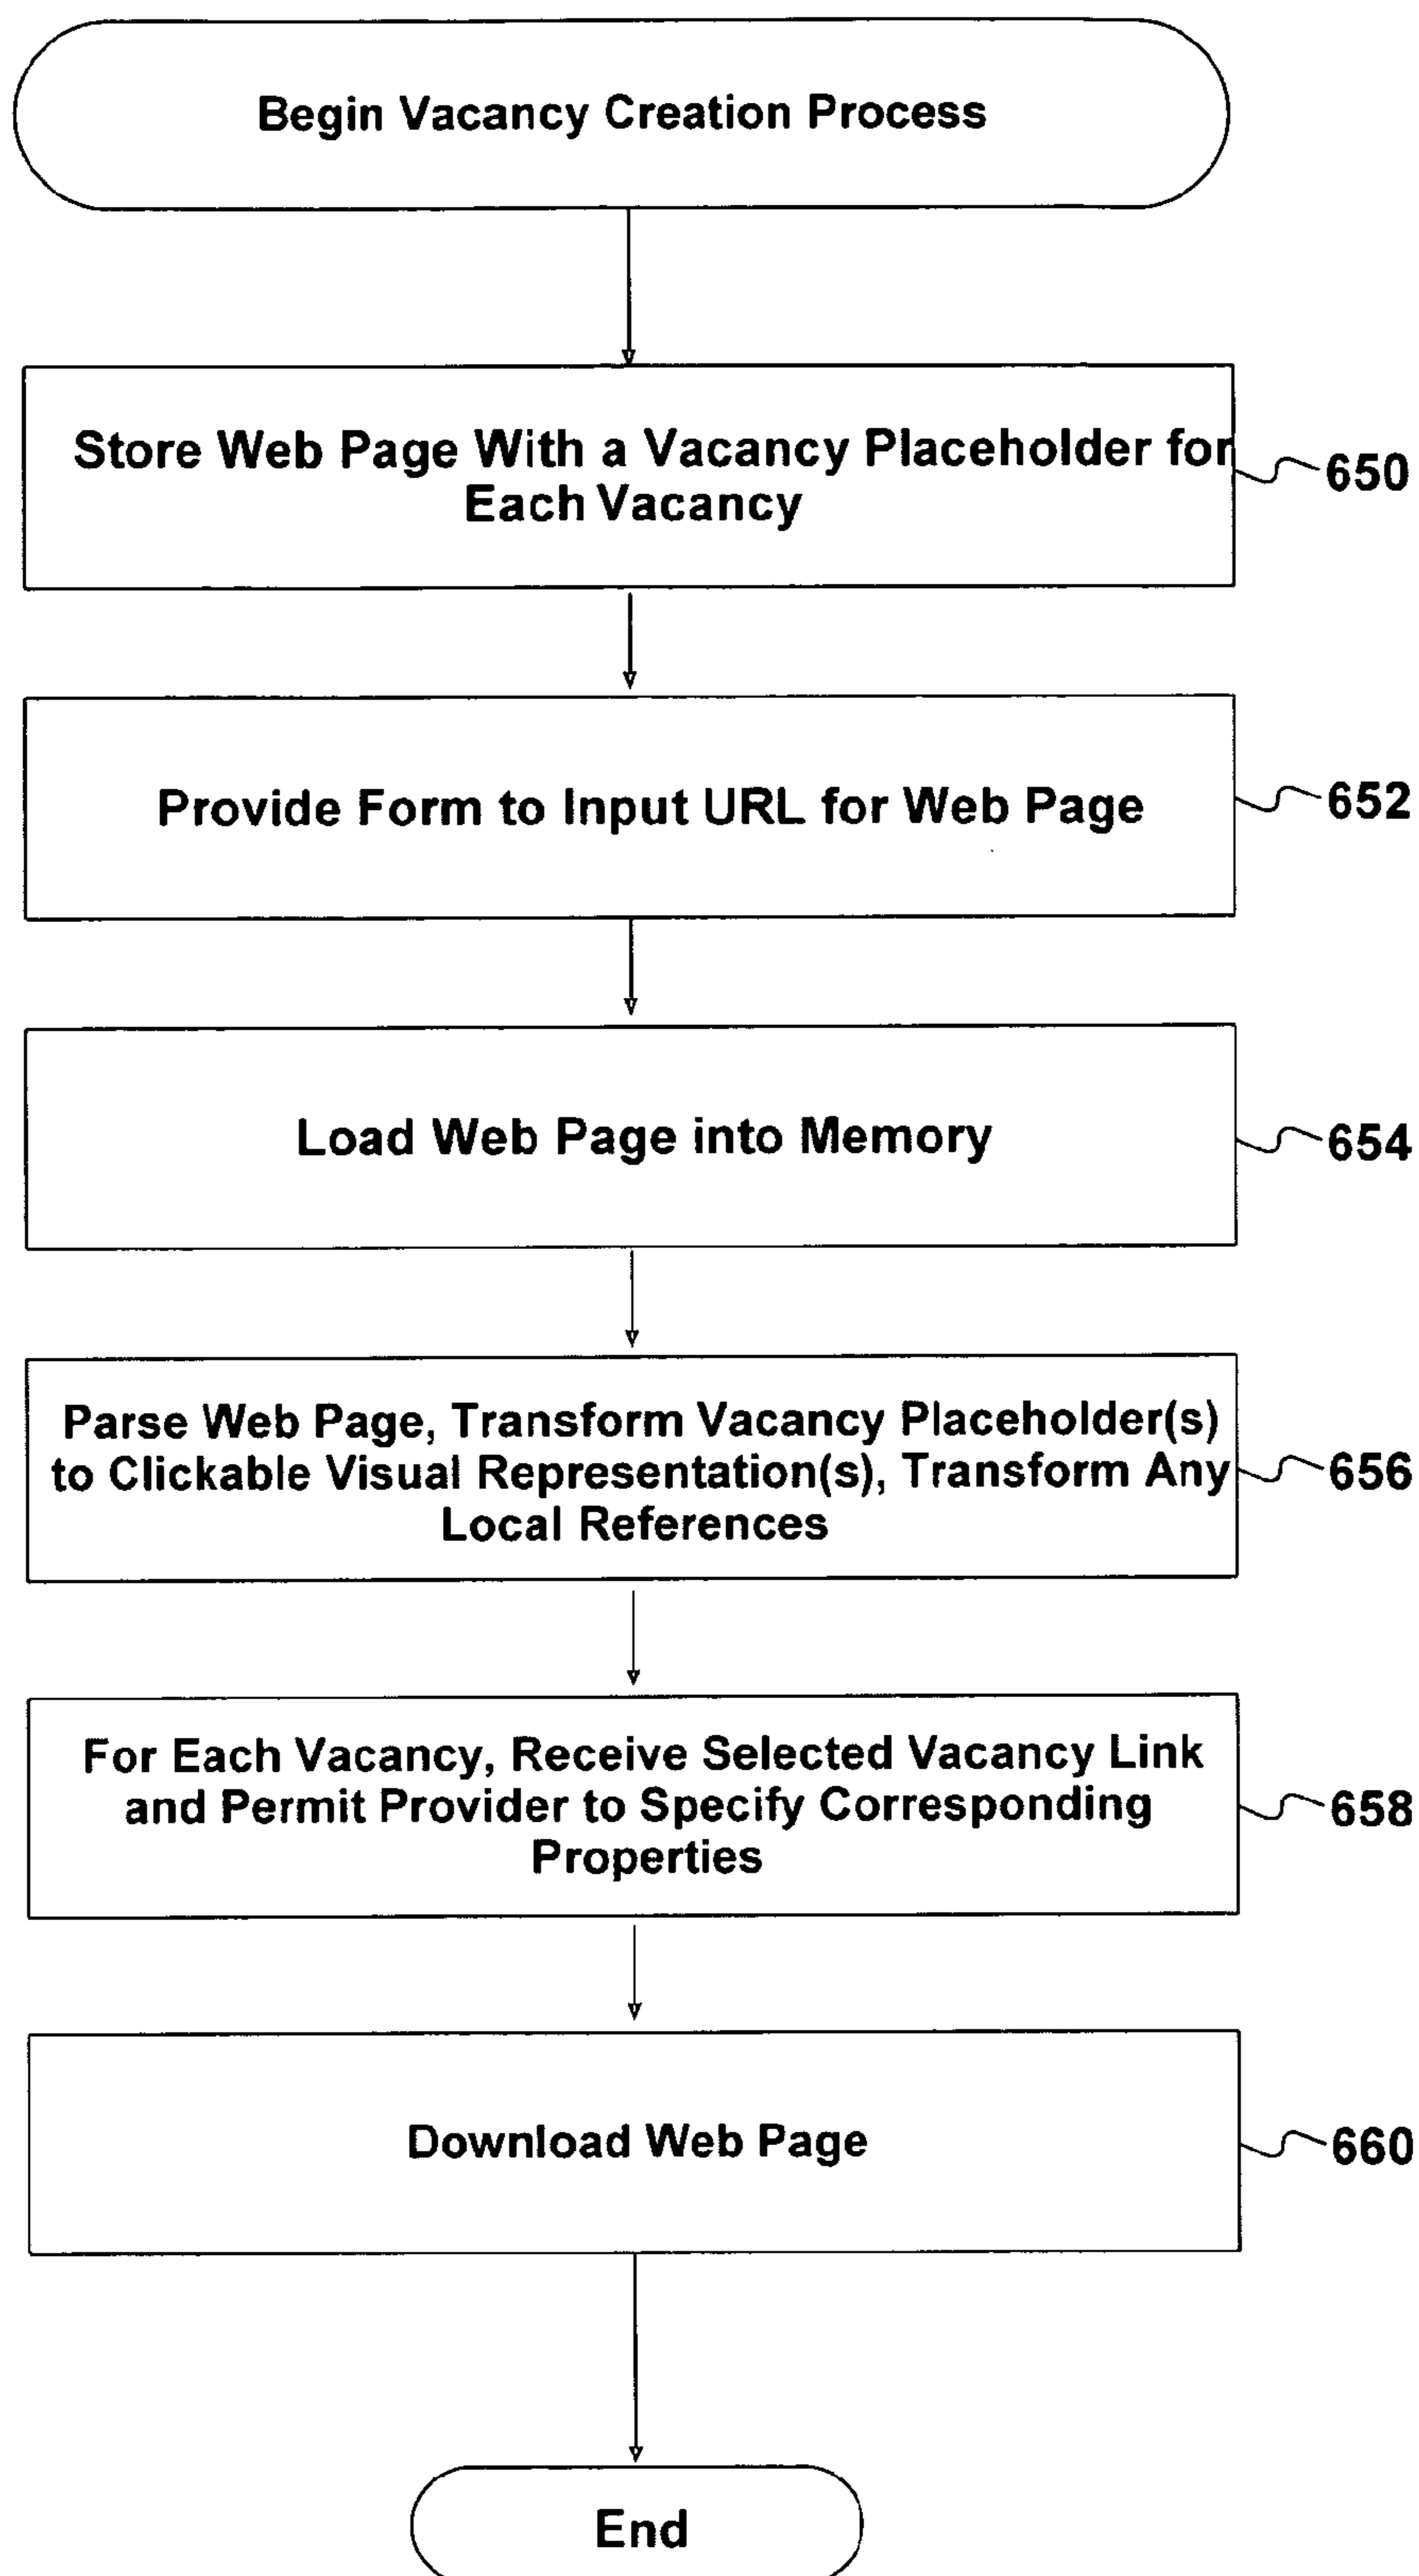 Begin Vacancy Creation Process
Store Web Page With a Vacancy Placeholder for
Each Vacancy
650
Provide Form to Input URL for Web Page
652
Load Web Page into Memory
654
Parse Web Page, Transform Vacancy Placeholder(s)
to Clickable Visual Representation(s), Transform Any
Local References
656
For Each Vacancy, Receive Selected Vacancy Link
and Permit Provider to Specify Corresponding
Properties
658
Download Web Page
660
End